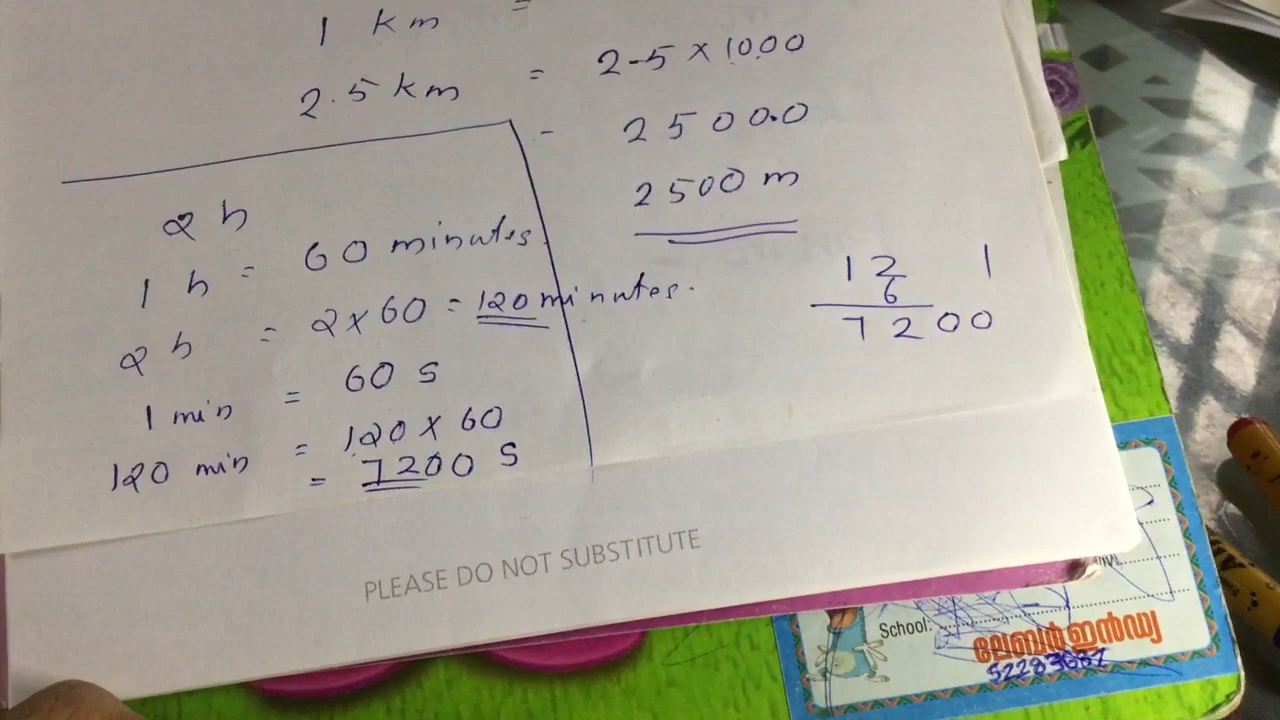 1 km =
2.5 km = 2-5 × 1000
- 2500.0
2500 m
2 h
1 h = 60 minutes.
2 h = 2 × 60 = 120 minutes.
1 min = 60 s
120 min = 120 × 60
= 7200 s
12 1
6
7200
PLEASE DO NOT SUBSTITUTE
School:
ലേബർ ഇൻഡ്യ